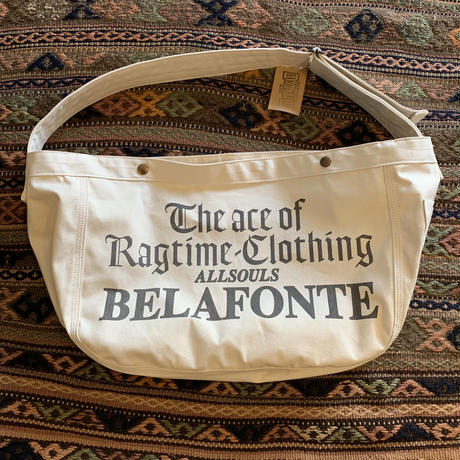 The ace of
Ragtime-Clothing
ALLSOULS
BELAFONTE